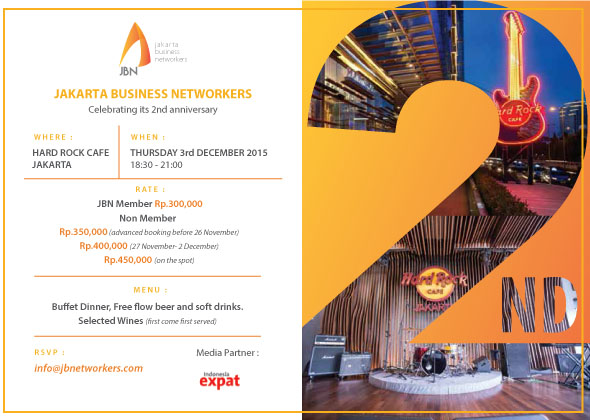 jakarta
business
networkers
JBN
JAKARTA BUSINESS NETWORKERS
Celebrating its 2nd anniversary
WHERE :
HARD ROCK CAFE
JAKARTA
WHEN :
THURSDAY 3rd DECEMBER 2015
18:30 - 21:00
RATE :
JBN Member Rp.300,000
Non Member
Rp.350,000 (advanced booking before 26 November)
Rp.400,000 (27 November- 2 December)
Rp.450,000 (on the spot)
MENU :
Buffet Dinner, Free flow beer and soft drinks.
Selected Wines (first come first served)
RSVP :
info@jbnetworkers.com
Media Partner :
indonesia
expat
2
ND
ard Rock
CAFE
Hard Rock
CAFE
JAKARTA
Marshall